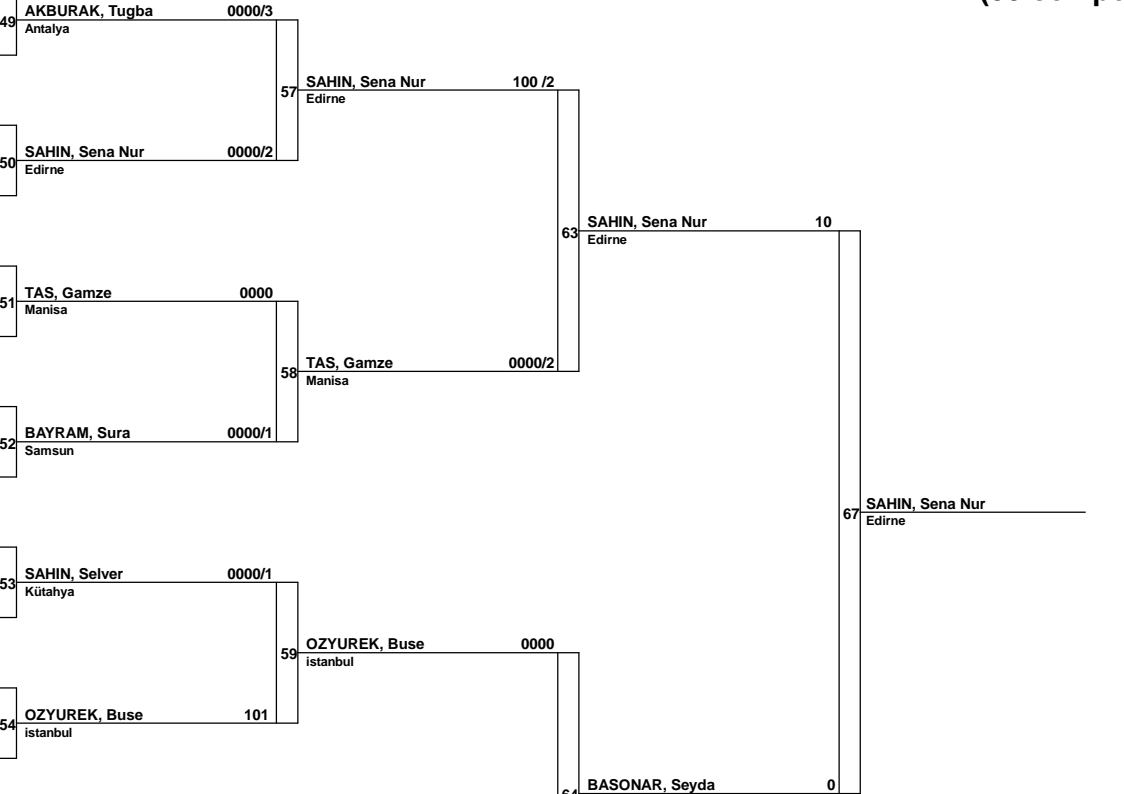 49
AKBURAK, Tugba 0000/3
Antalya
57
SAHIN, Sena Nur 100 /2
Edirne
50
SAHIN, Sena Nur 0000/2
Edirne
63
SAHIN, Sena Nur 10
Edirne
51
TAS, Gamze 0000
Manisa
58
TAS, Gamze 0000/2
Manisa
52
BAYRAM, Sura 0000/1
Samsun
67
SAHIN, Sena Nur
Edirne
53
SAHIN, Selver 0000/1
Kütahya
59
OZYUREK, Buse 0000
istanbul
54
OZYUREK, Buse 101
istanbul
64
BASONAR, Seyda 0